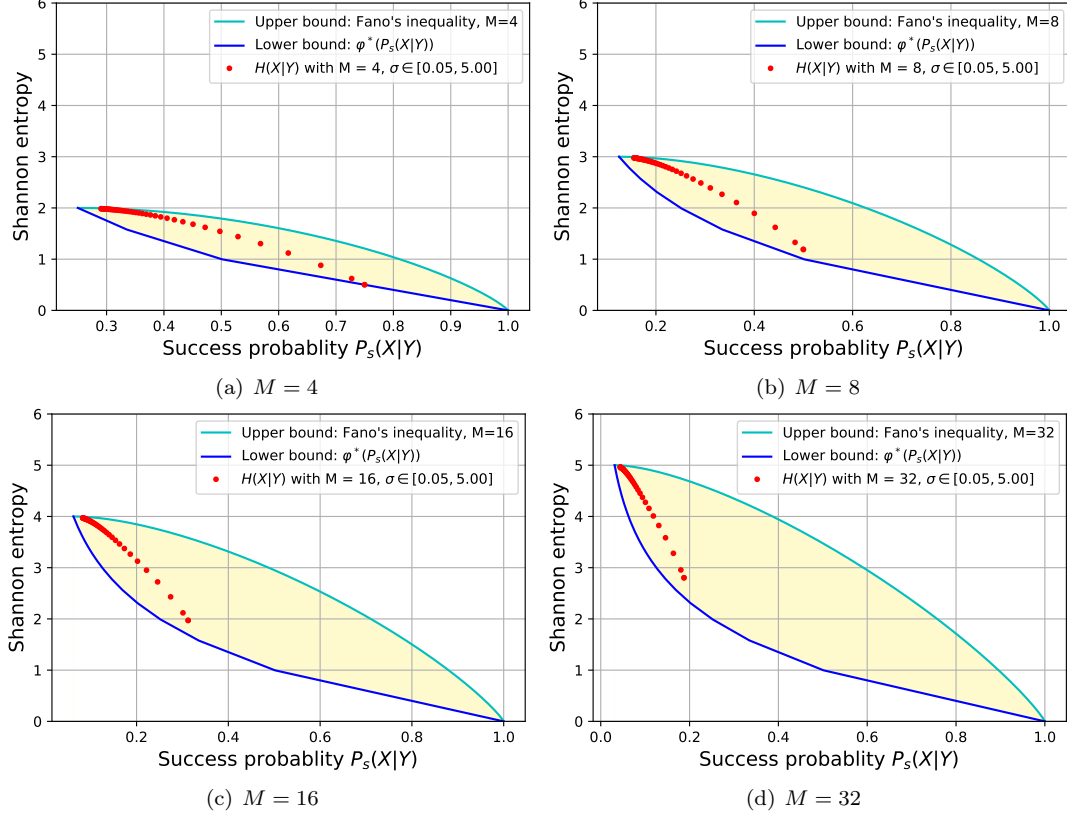 Upper bound: Fano's inequality, M=4
Lower bound: φ*(Pₛ(X|Y))
H(X|Y) with M = 4, σ∈[0.05, 5.00]
6
5
4
3
2
1
0
Shannon entropy
0.3 0.4 0.5 0.6 0.7 0.8 0.9 1.0
Success probablity Pₛ(X|Y)
(a) M = 4
Upper bound: Fano's inequality, M=8
Lower bound: φ*(Pₛ(X|Y))
H(X|Y) with M = 8, σ∈[0.05, 5.00]
6
5
4
3
2
1
0
Shannon entropy
0.2 0.4 0.6 0.8 1.0
Success probablity Pₛ(X|Y)
(b) M = 8
Upper bound: Fano's inequality, M=16
Lower bound: φ*(Pₛ(X|Y))
H(X|Y) with M = 16, σ∈[0.05, 5.00]
6
5
4
3
2
1
0
Shannon entropy
0.2 0.4 0.6 0.8 1.0
Success probablity Pₛ(X|Y)
(c) M = 16
Upper bound: Fano's inequality, M=32
Lower bound: φ*(Pₛ(X|Y))
H(X|Y) with M = 32, σ∈[0.05, 5.00]
6
5
4
3
2
1
0
Shannon entropy
0.0 0.2 0.4 0.6 0.8 1.0
Success probablity Pₛ(X|Y)
(d) M = 32